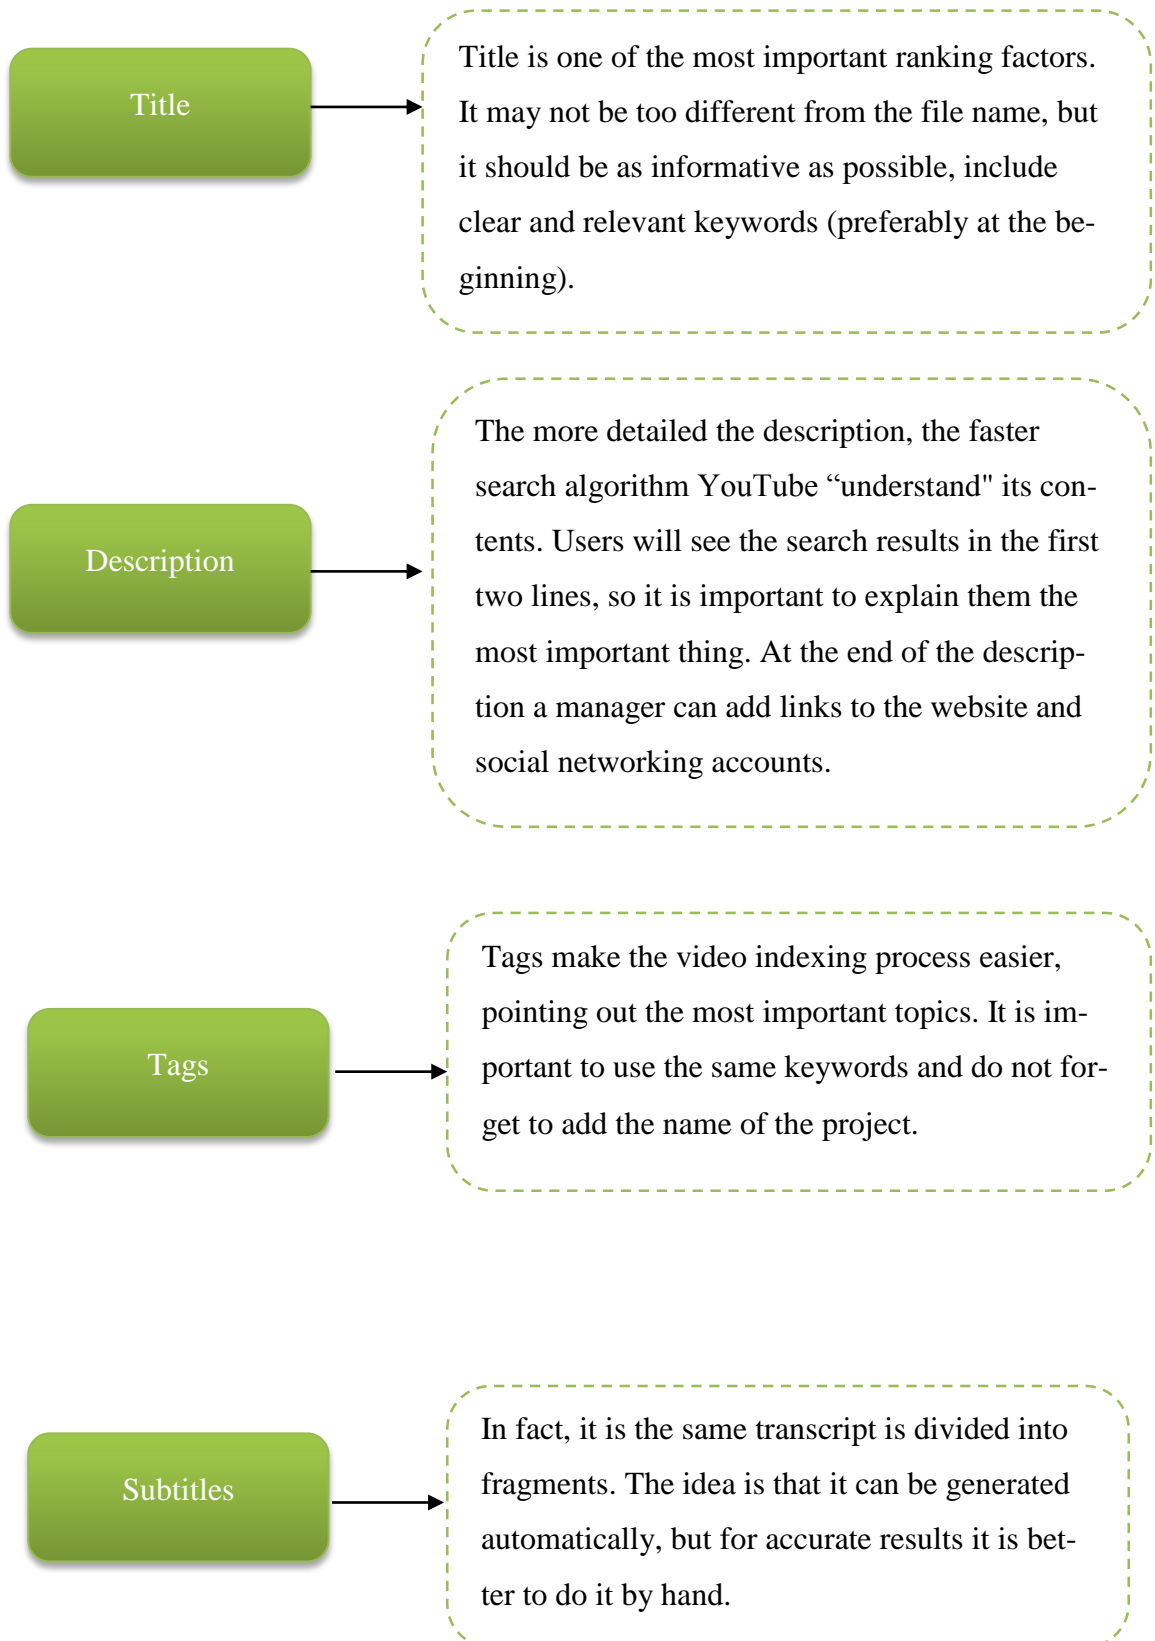 Title
Title is one of the most important ranking factors.
It may not be too different from the file name, but
it should be as informative as possible, include
clear and relevant keywords (preferably at the be-
ginning).
Description
The more detailed the description, the faster
search algorithm YouTube “understand" its con-
tents. Users will see the search results in the first
two lines, so it is important to explain them the
most important thing. At the end of the descrip-
tion a manager can add links to the website and
social networking accounts.
Tags
Tags make the video indexing process easier,
pointing out the most important topics. It is im-
portant to use the same keywords and do not for-
get to add the name of the project.
Subtitles
In fact, it is the same transcript is divided into
fragments. The idea is that it can be generated
automatically, but for accurate results it is bet-
ter to do it by hand.